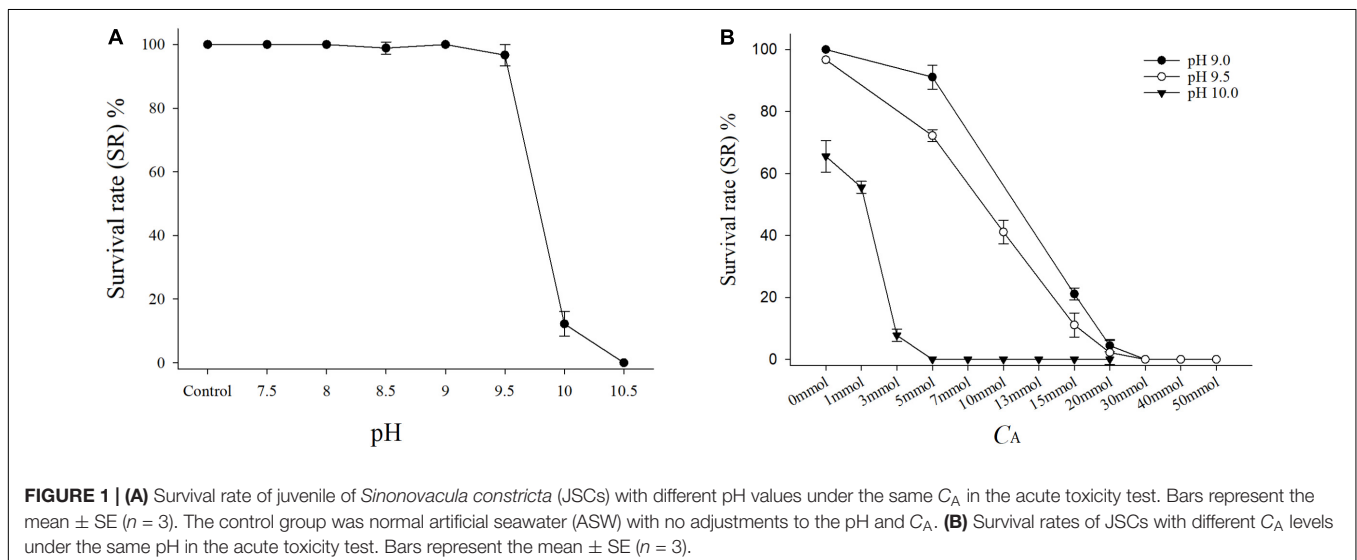 A
B
Survival rate (SR) %
100
80
60
40
20
0
Control 7.5 8 8.5 9 9.5 10 10.5
pH
Survival rate (SR) %
100
80
60
40
20
0
pH 9.0
pH 9.5
pH 10.0
0mmol 1mmol 3mmol 5mmol 7mmol 10mmol 13mmol 15mmol 20mmol 30mmol 40mmol 50mmol
CA
FIGURE 1 | (A) Survival rate of juvenile of Sinonovacula constricta (JSCs) with different pH values under the same CA in the acute toxicity test. Bars represent the
mean ± SE (n = 3). The control group was normal artificial seawater (ASW) with no adjustments to the pH and CA. (B) Survival rates of JSCs with different CA levels
under the same pH in the acute toxicity test. Bars represent the mean ± SE (n = 3).